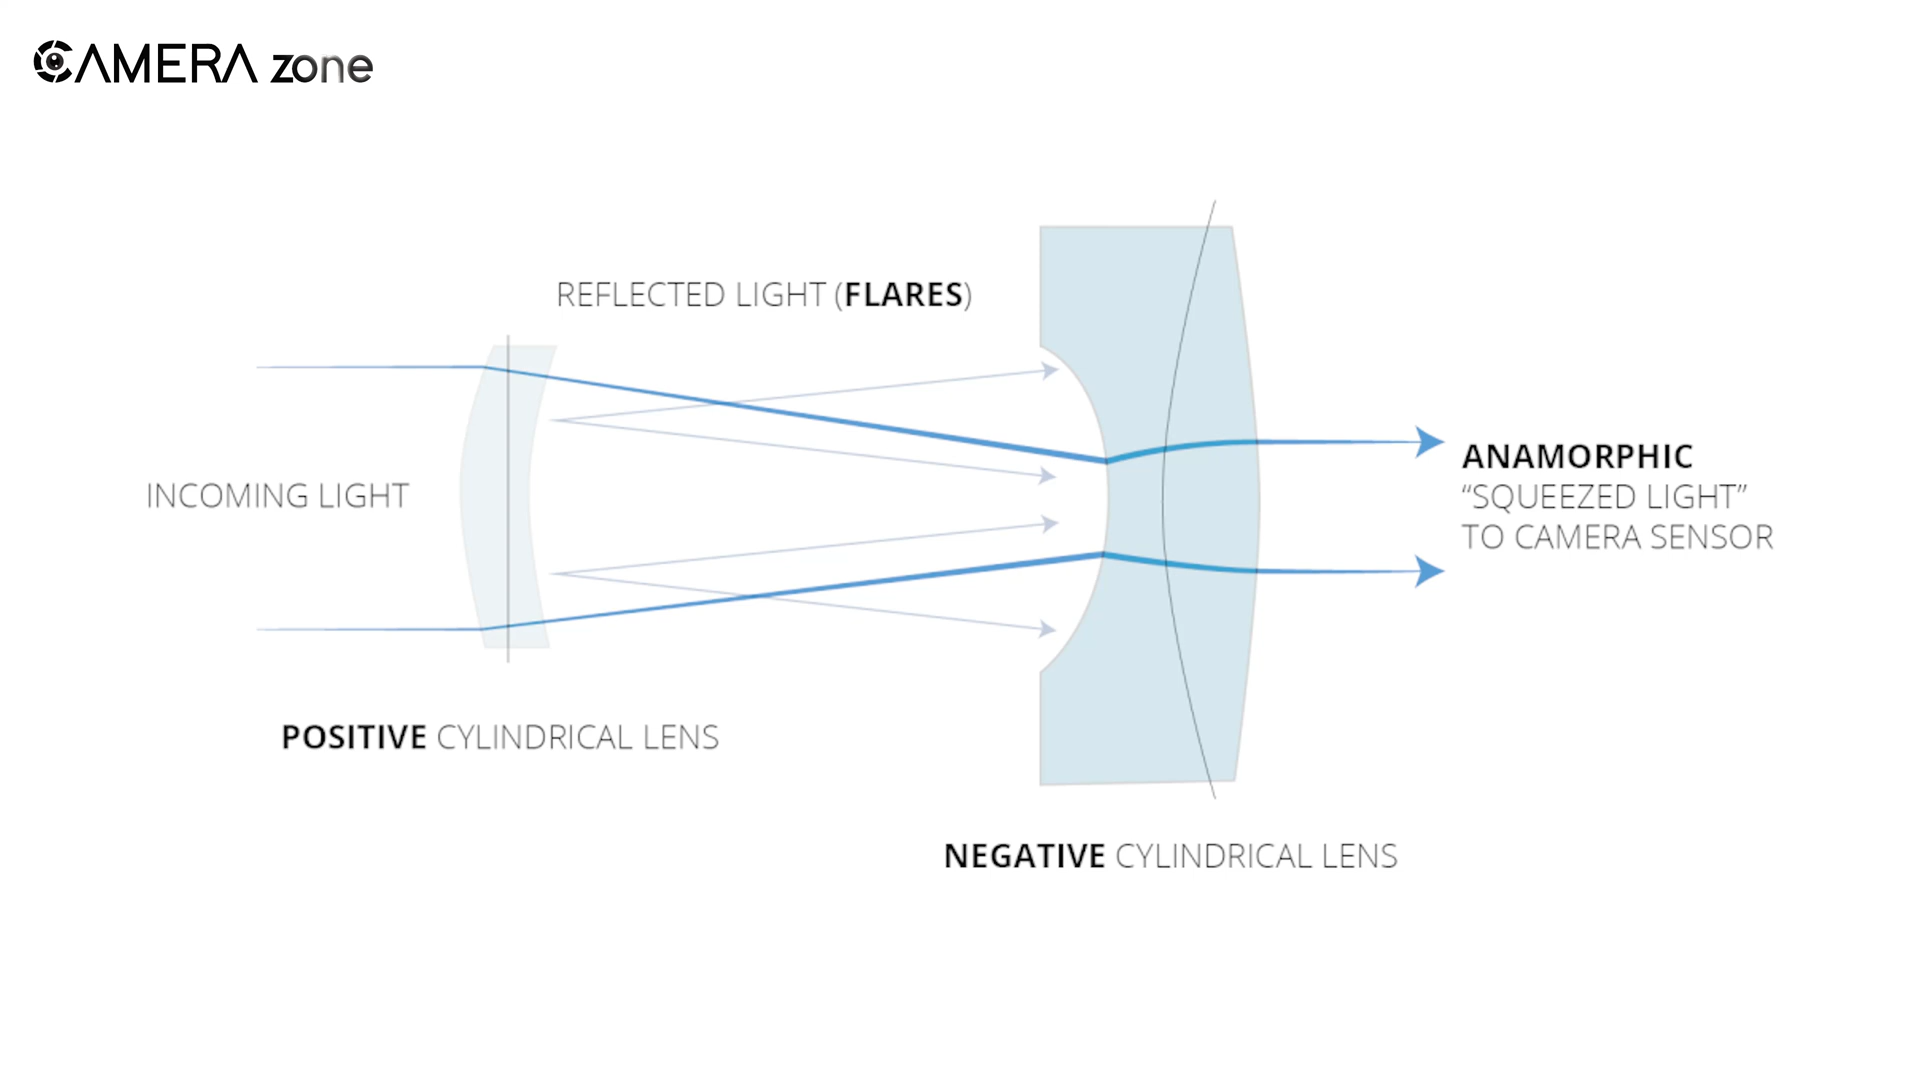 CAMERA zone
REFLECTED LIGHT (FLARES)
INCOMING LIGHT
ANAMORPHIC
“SQUEEZED LIGHT”
TO CAMERA SENSOR
POSITIVE CYLINDRICAL LENS
NEGATIVE CYLINDRICAL LENS